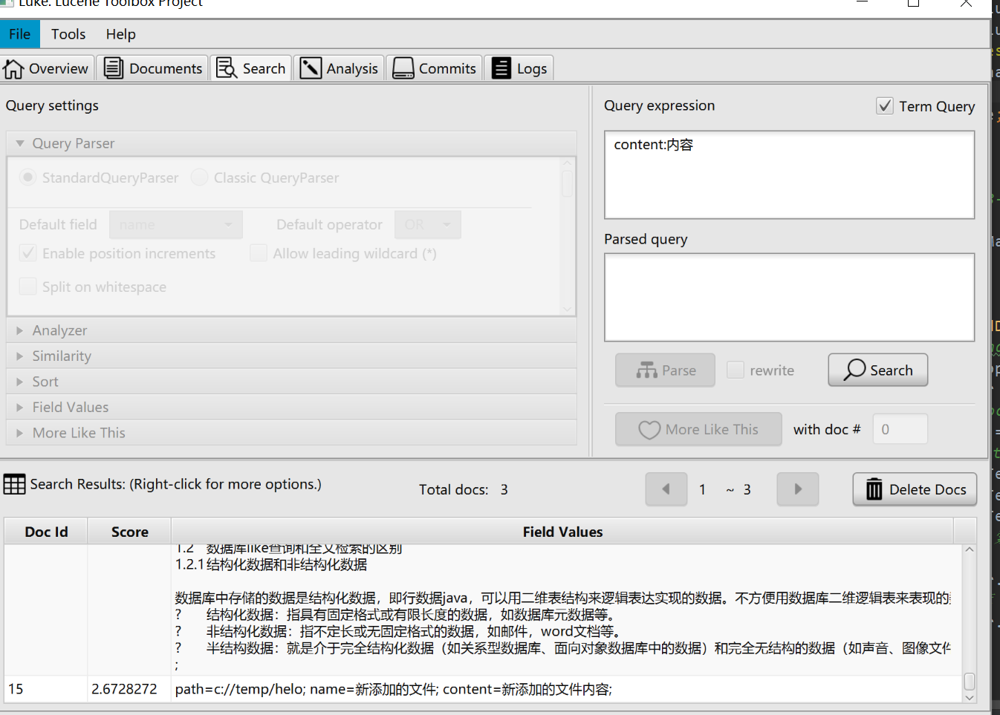 Luke: Lucene Toolbox Project
File Tools Help
Overview Documents Search Analysis Commits Logs
Query settings
Query Parser
StandardQueryParser Classic QueryParser
Default field name Default operator OR
Enable position increments Allow leading wildcard (*)
Split on whitespace
Analyzer
Similarity
Sort
Field Values
More Like This
Query expression Term Query
content:内容
Parsed query
Parse rewrite Search
More Like This with doc # 0
Search Results: (Right-click for more options.) Total docs: 3 1 ~ 3 Delete Docs
Doc Id Score Field Values
1.2 数据库like查询和全文检索的区别
1.2.1结构化数据和非结构化数据
数据库中存储的数据是结构化数据，即行数据java，可以用二维表结构来逻辑表达实现的数据。不方便用数据库二维逻辑表来表现的
? 结构化数据：指具有固定格式或有限长度的数据，如数据库元数据等。
? 非结构化数据：指不定长或无固定格式的数据，如邮件，word文档等。
? 半结构数据：就是介于完全结构化数据（如关系型数据库、面向对象数据库中的数据）和完全无结构的数据（如声音、图像文件
;
15 2.6728272 path=c://temp/helo; name=新添加的文件; content=新添加的文件内容;